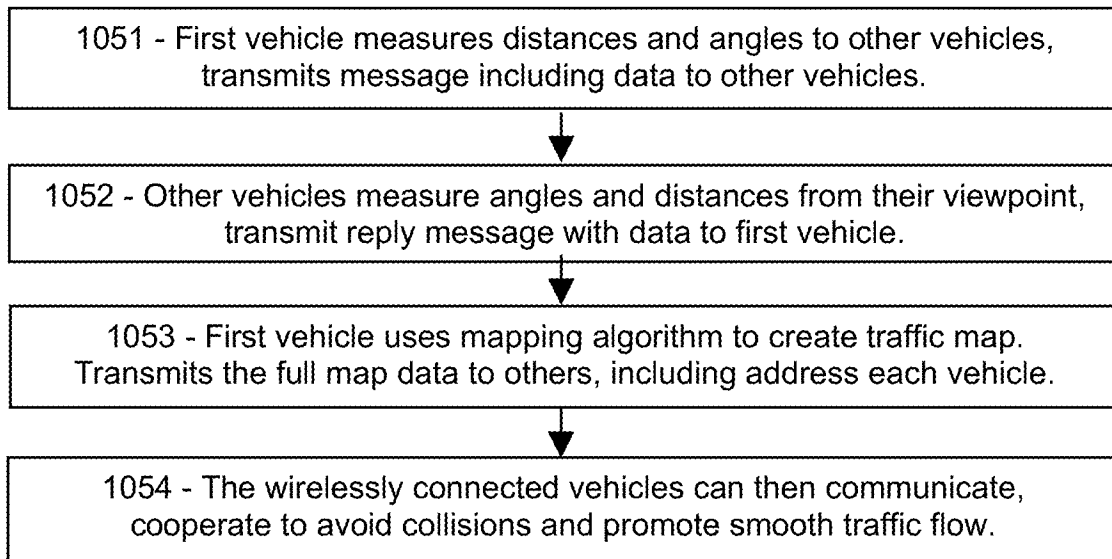 1051 - First vehicle measures distances and angles to other vehicles,
transmits message including data to other vehicles.
1052 - Other vehicles measure angles and distances from their viewpoint,
transmit reply message with data to first vehicle.
1053 - First vehicle uses mapping algorithm to create traffic map.
Transmits the full map data to others, including address each vehicle.
1054 - The wirelessly connected vehicles can then communicate,
cooperate to avoid collisions and promote smooth traffic flow.